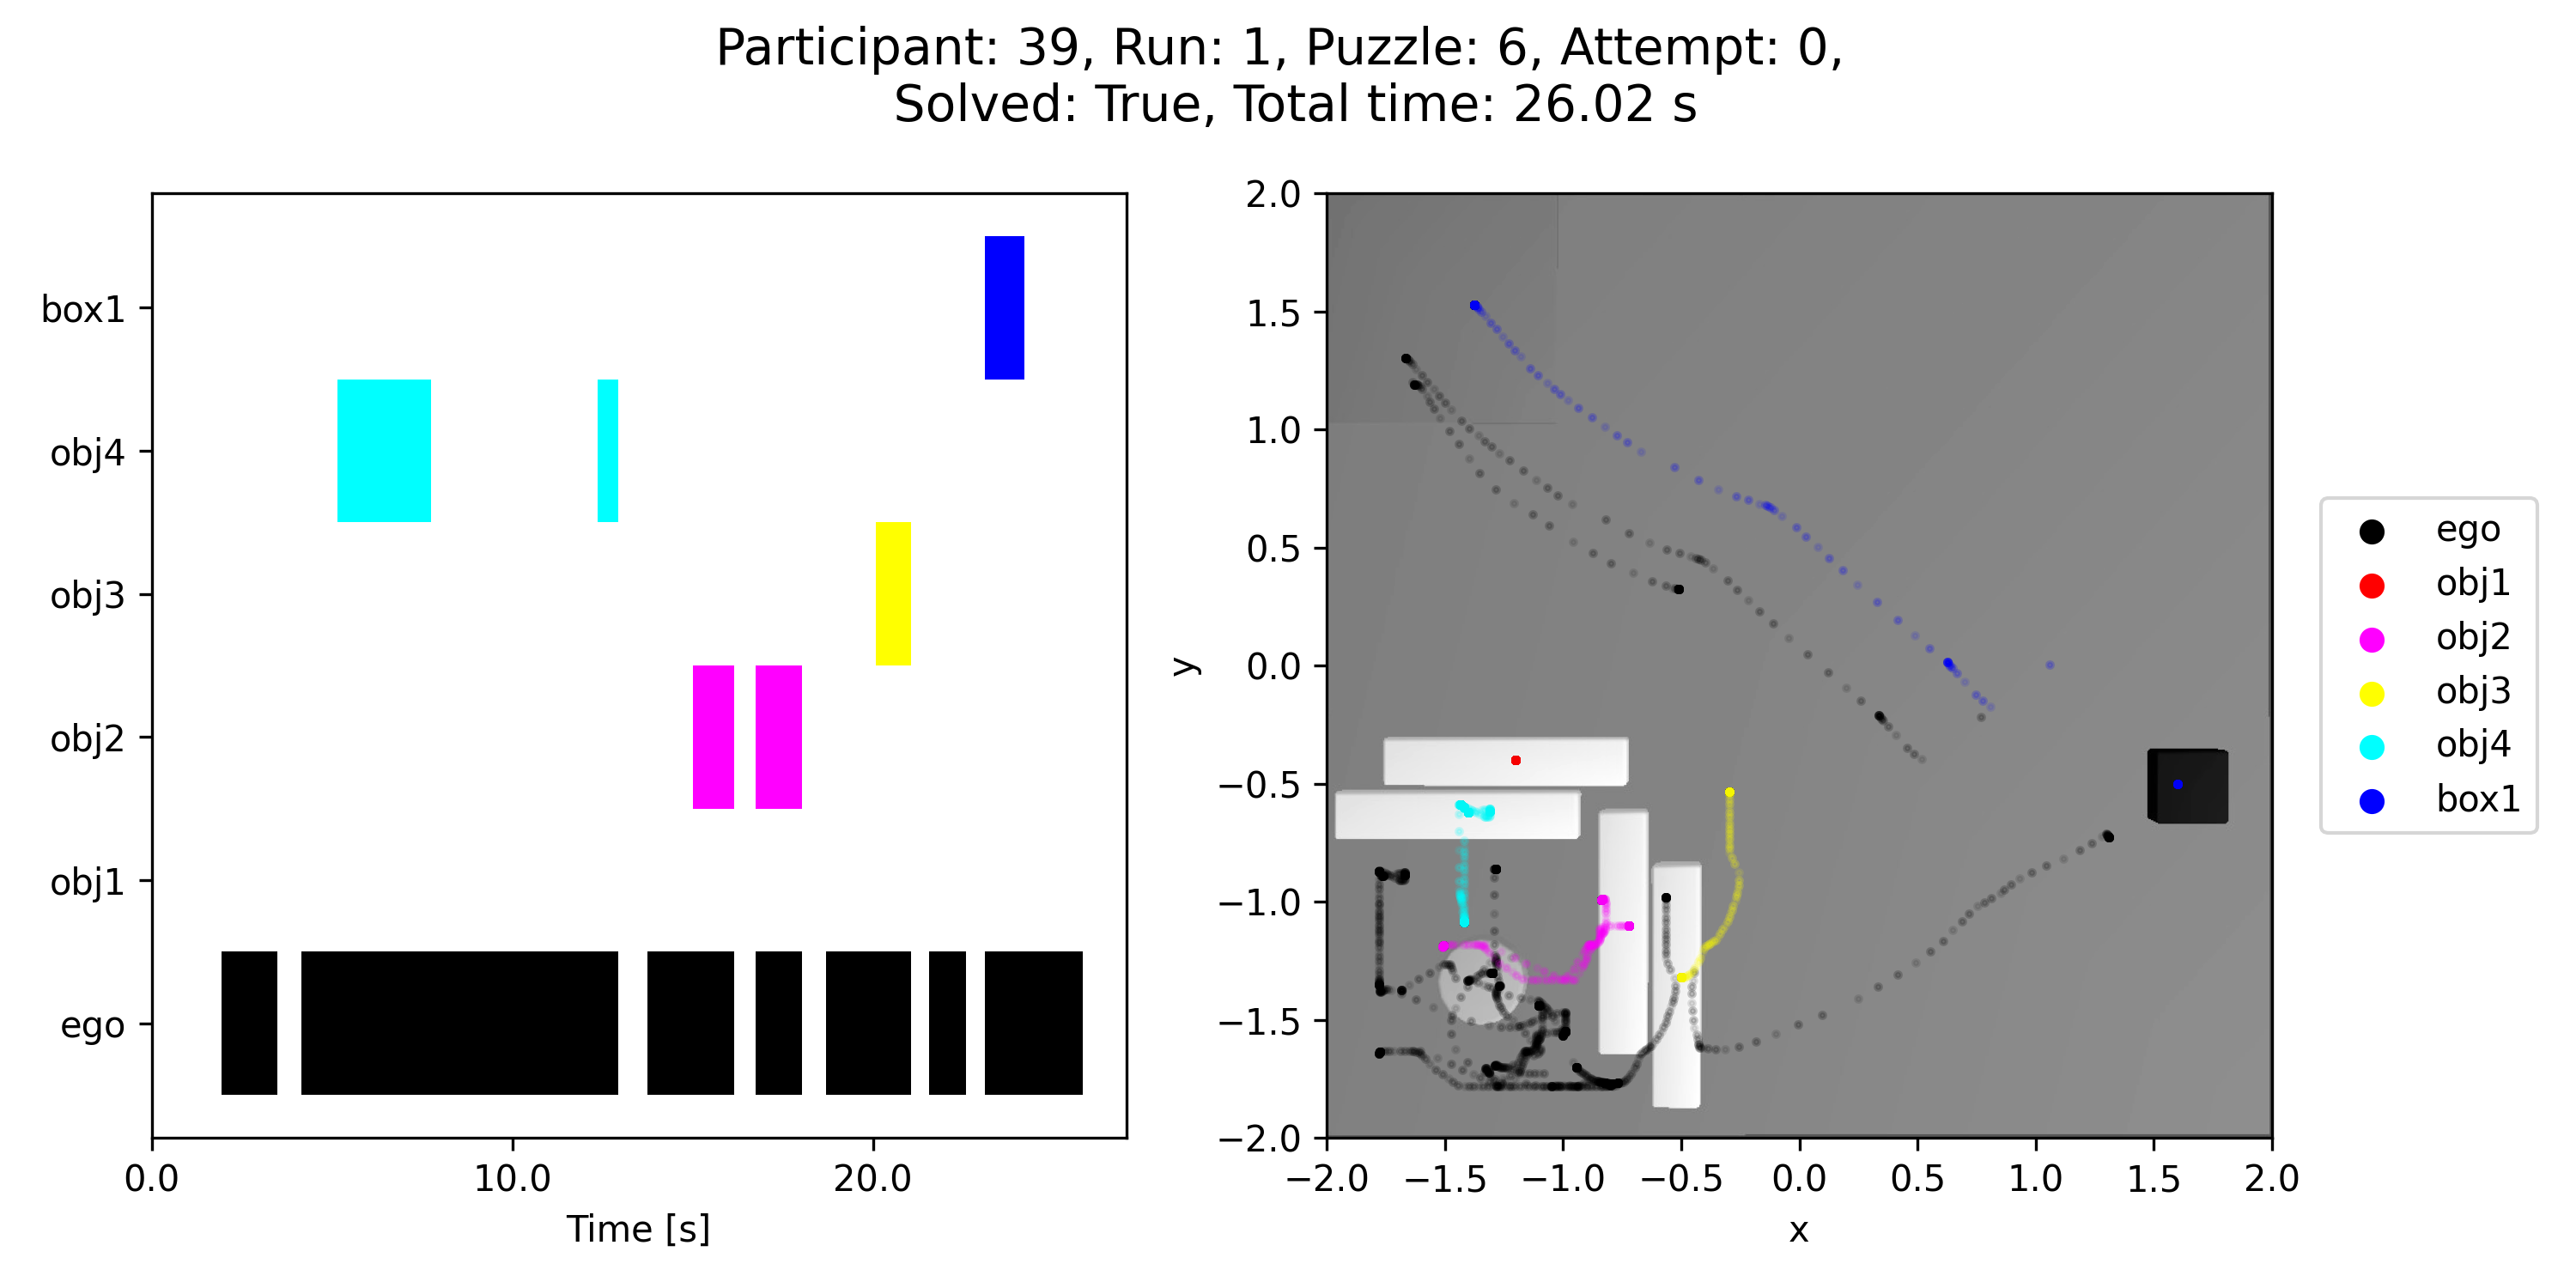 Participant: 39, Run: 1, Puzzle: 6, Attempt: 0,
Solved: True, Total time: 26.02 s
box1
obj4
obj3
obj2
obj1
ego
0.0
10.0
20.0
Time [s]
2.0
1.5
1.0
0.5
0.0
−0.5
−1.0
−1.5
−2.0
y
−2.0
−1.5
−1.0
−0.5
0.0
0.5
1.0
1.5
2.0
x
ego
obj1
obj2
obj3
obj4
box1